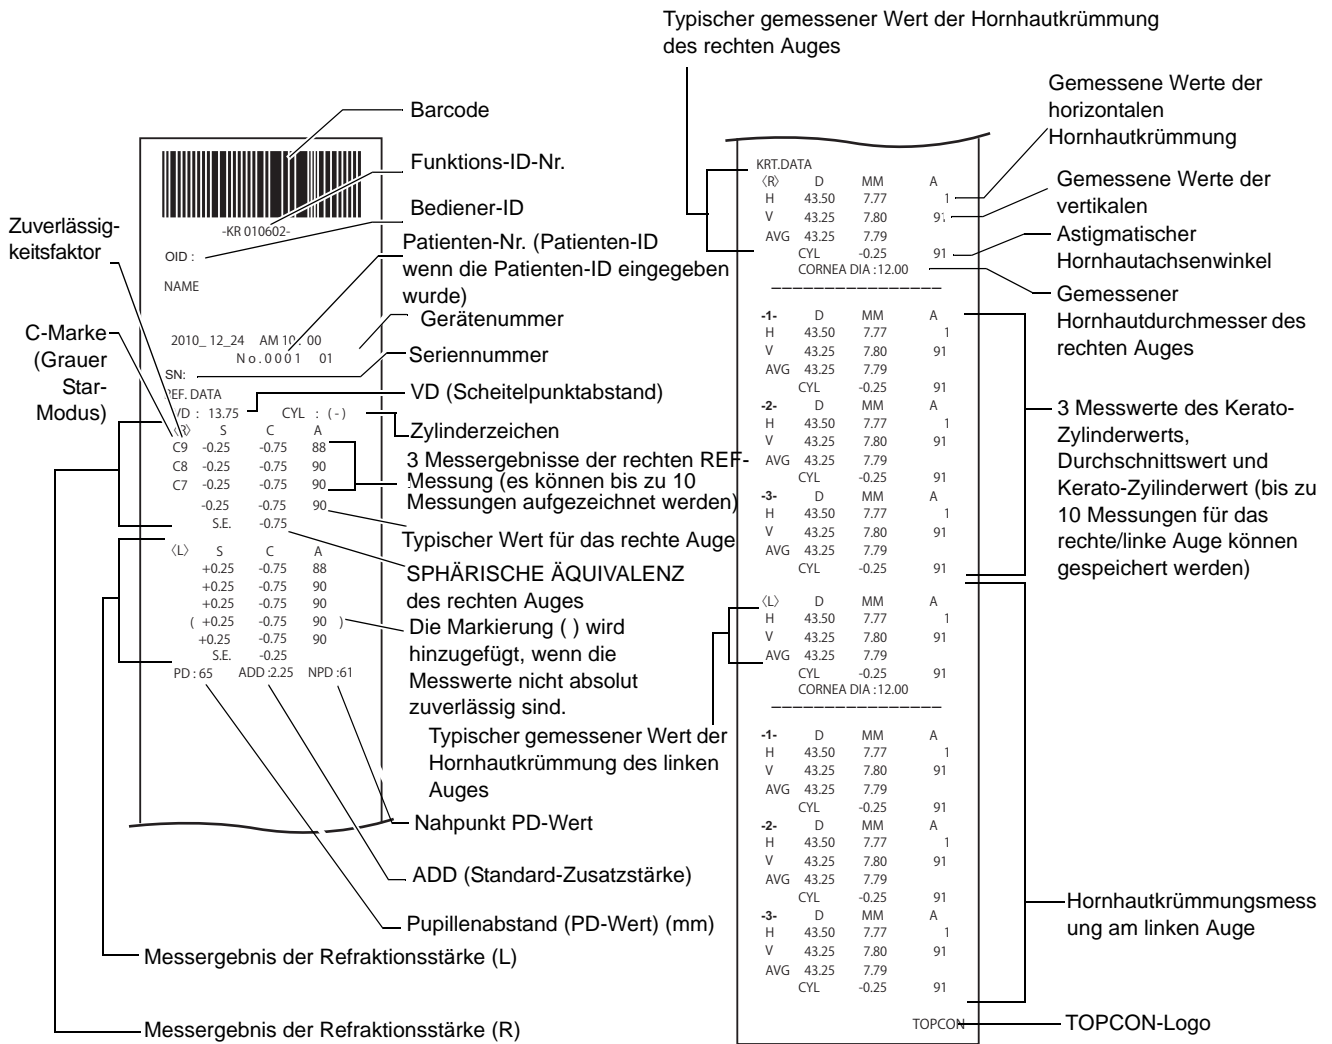 Typischer gemessener Wert der Hornhautkrümmung
des rechten Auges
Barcode
Funktions-ID-Nr.
Bediener-ID
Patienten-Nr. (Patienten-ID
wenn die Patienten-ID eingegeben
wurde)
Gerätenummer
Seriennummer
VD (Scheitelpunktabstand)
Zylinderzeichen
3 Messergebnisse der rechten REF-
Messung (es können bis zu 10
Messungen aufgezeichnet werden)
Typischer Wert für das rechte Auge
SPHÄRISCHE ÄQUIVALENZ
des rechten Auges
Die Markierung ( ) wird
hinzugefügt, wenn die
Messwerte nicht absolut
zuverlässig sind.
Typischer gemessener Wert der
Hornhautkrümmung des linken
Auges
Nahpunkt PD-Wert
ADD (Standard-Zusatzstärke)
Pupillenabstand (PD-Wert) (mm)
Messergebnis der Refraktionsstärke (L)
Messergebnis der Refraktionsstärke (R)
Zuverlässig-
keitsfaktor
C-Marke
(Grauer
Star-
Modus)
-KR 010602-
OID :
NAME
2010_ 12_24 AM 10 : 00
No.0001 01
SN:
REF. DATA
VD : 13.75 CYL : (-)
〈R〉 S C A
C9 -0.25 -0.75 88
C8 -0.25 -0.75 90
C7 -0.25 -0.75 90
-0.25 -0.75 90
S.E. -0.75
〈L〉 S C A
+0.25 -0.75 88
+0.25 -0.75 90
+0.25 -0.75 90
( +0.25 -0.75 90 )
+0.25 -0.75 90
S.E. -0.25
PD : 65 ADD :2.25 NPD :61
KRT.DATA
〈R〉 D MM A
H 43.50 7.77 1
V 43.25 7.80 91
AVG 43.25 7.79
CYL -0.25 91
CORNEA DIA : 12.00
-1- D MM A
H 43.50 7.77 1
V 43.25 7.80 91
AVG 43.25 7.79
CYL -0.25 91
-2- D MM A
H 43.50 7.77 1
V 43.25 7.80 91
AVG 43.25 7.79
CYL -0.25 91
-3- D MM A
H 43.50 7.77 1
V 43.25 7.80 91
AVG 43.25 7.79
CYL -0.25 91
〈L〉 D MM A
H 43.50 7.77 1
V 43.25 7.80 91
AVG 43.25 7.79
CYL -0.25 91
CORNEA DIA : 12.00
-1- D MM A
H 43.50 7.77 1
V 43.25 7.80 91
AVG 43.25 7.79
CYL -0.25 91
-2- D MM A
H 43.50 7.77 1
V 43.25 7.80 91
AVG 43.25 7.79
CYL -0.25 91
-3- D MM A
H 43.50 7.77 1
V 43.25 7.80 91
AVG 43.25 7.79
CYL -0.25 91
TOPCON
Gemessene Werte der
horizontalen
Hornhautkrümmung
Gemessene Werte der
vertikalen
Astigmatischer
Hornhautachsenwinkel
Gemessener
Hornhautdurchmesser des
rechten Auges
3 Messwerte des Kerato-
Zylinderwerts,
Durchschnittswert und
Kerato-Zyilinderwert (bis zu
10 Messungen für das
rechte/linke Auge können
gespeichert werden)
Hornhautkrümmungsmess
ung am linken Auge
TOPCON-Logo